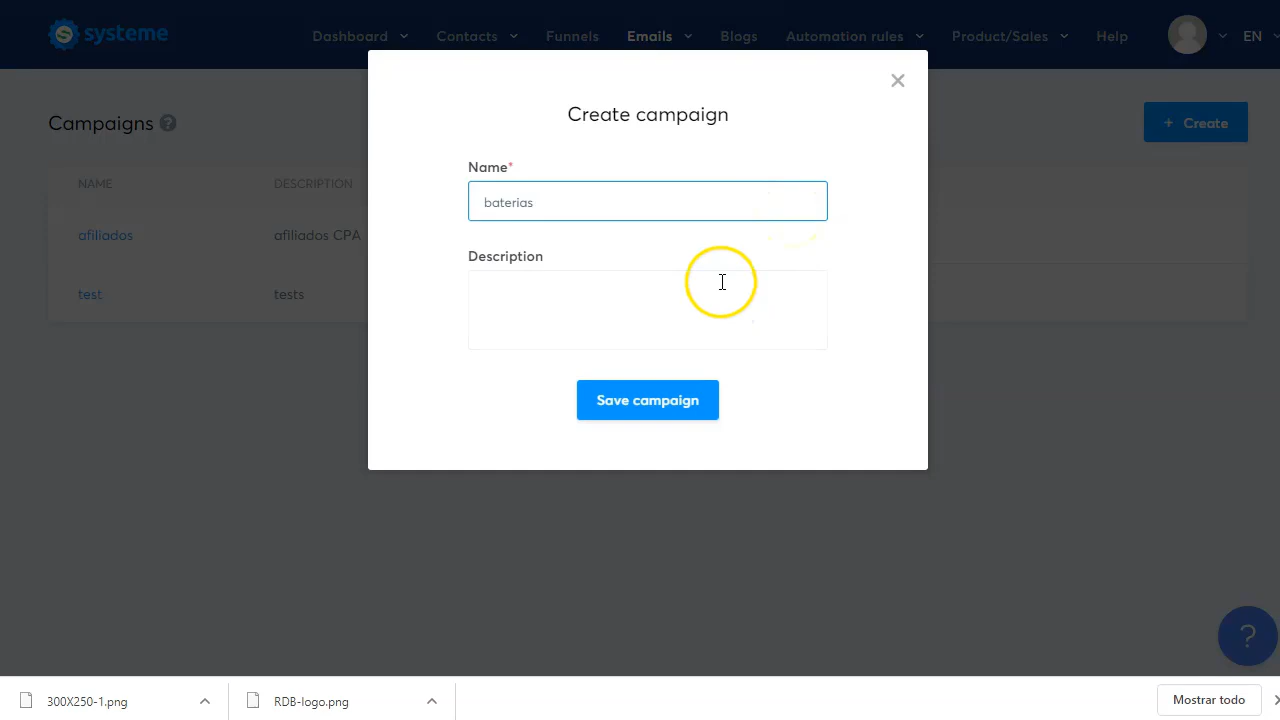 systeme
Dashboard Contacts Funnels Emails Blogs Automation rules Product/Sales Help EN
Create campaign
Campaigns ?
+ Create
Name*
NAME DESCRIPTION
baterias
afiliados afiliados CPA
Description
test tests
Save campaign
?
300X250-1.png RDB-logo.png Mostrar todo